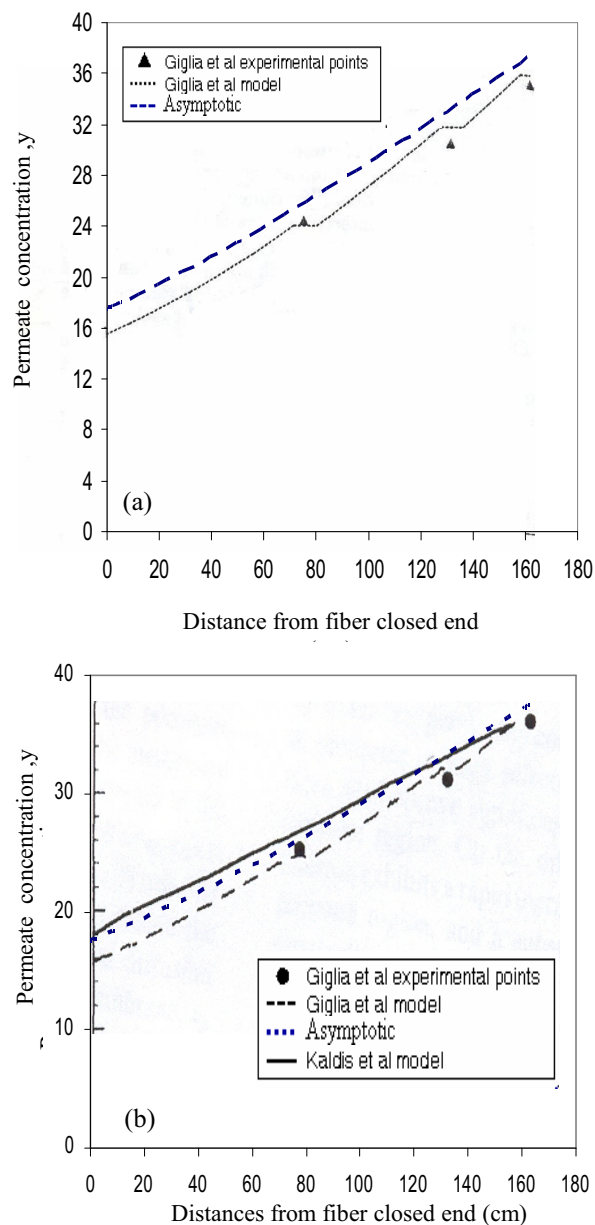 40
36
32
28
24
20
16
12
8
4
0
Permeate concentration ,y
Giglia et al experimental points
Giglia et al model
Asymptotic
(a)
0 20 40 60 80 100 120 140 160 180
Distance from fiber closed end
40
30
20
10
0
Permeate concentration ,y
Giglia et al experimental points
Giglia et al model
Asymptotic
Kaldis et al model
(b)
0 20 40 60 80 100 120 140 160 180
Distances from fiber closed end (cm)